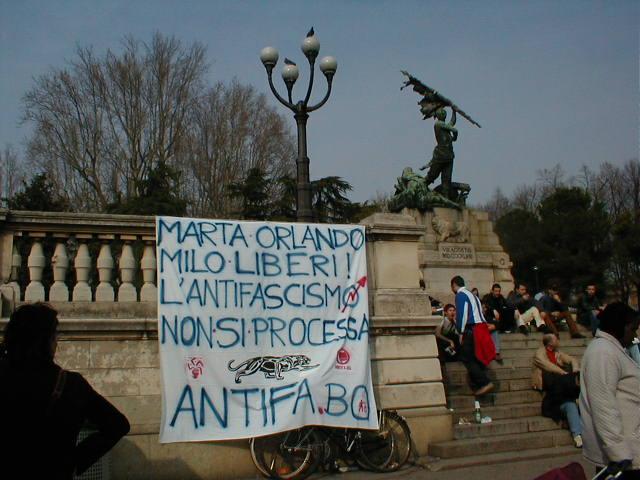 MARTA·ORLANDO
MILO·LIBERI!
L'ANTIFASCISMO
NON·SI·PROCESSA
ANTIFA.BO